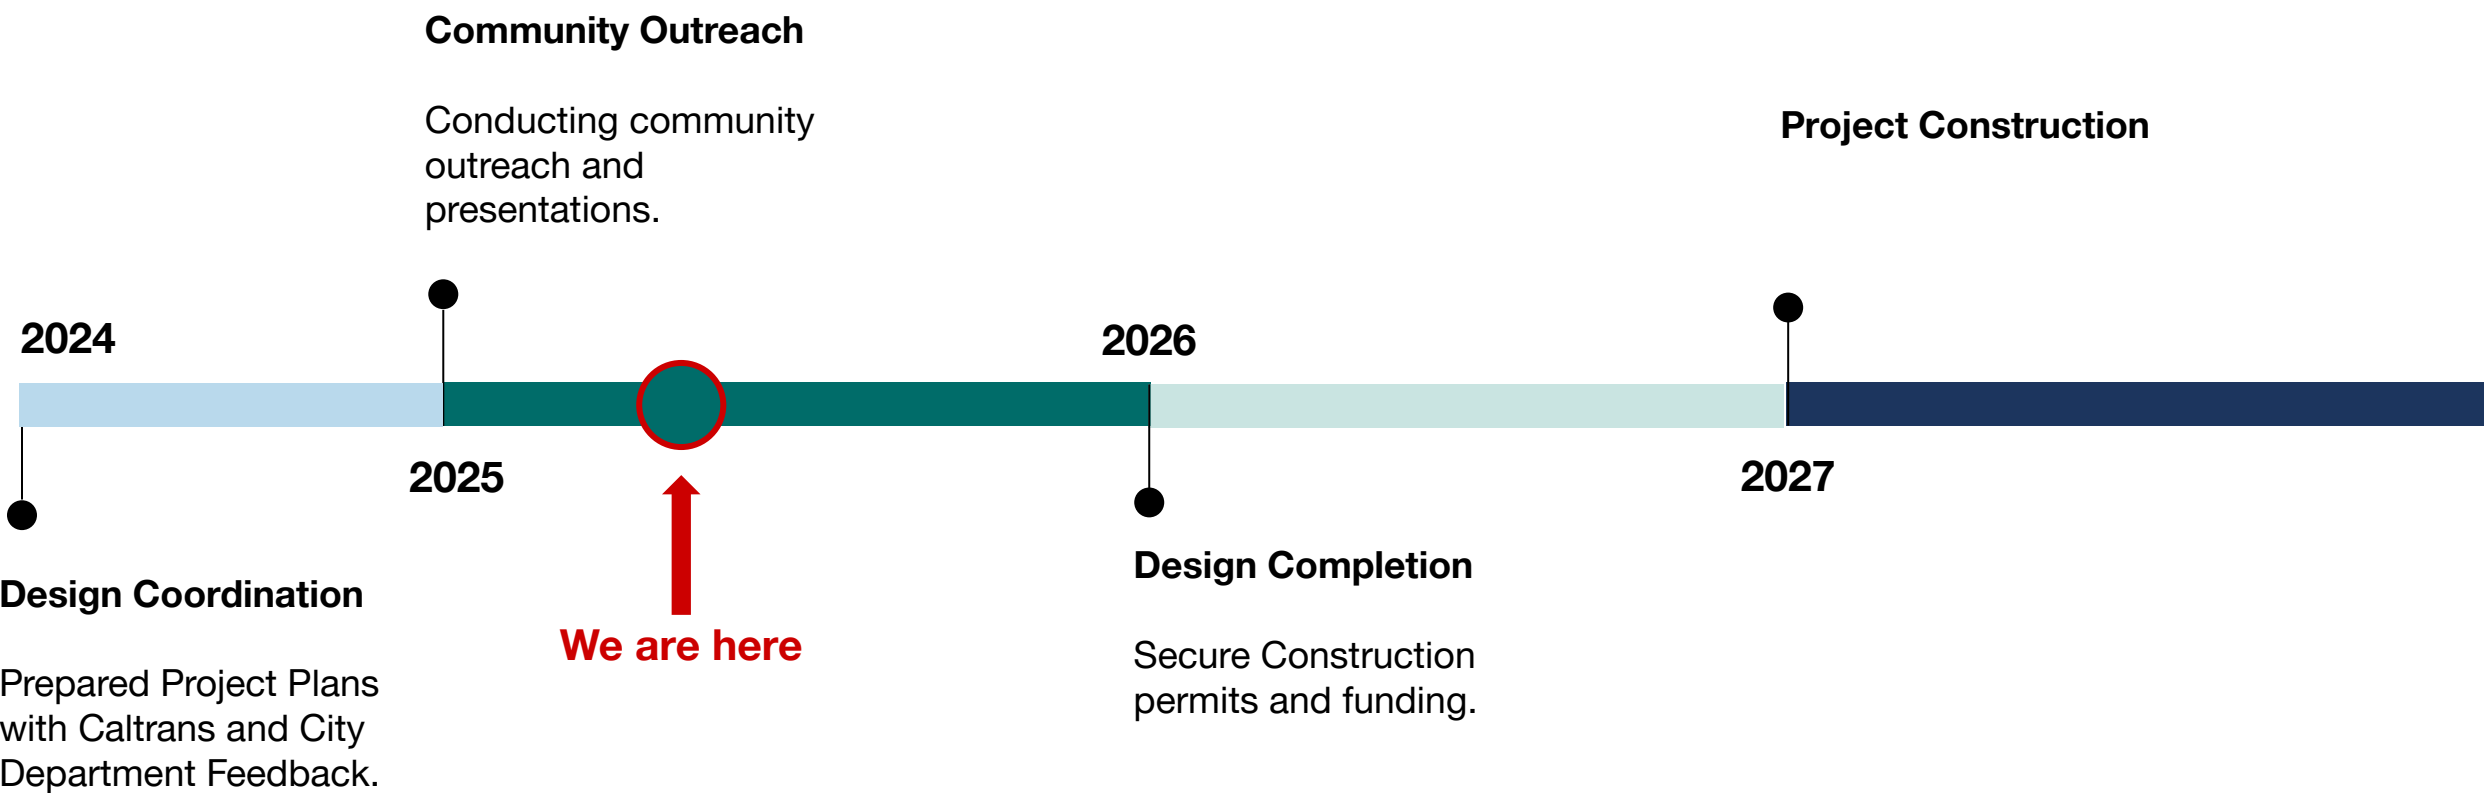 Community Outreach
Conducting community
outreach and
presentations.
Project Construction
2024
2026
2025
2027
We are here
Design Coordination
Prepared Project Plans
with Caltrans and City
Department Feedback.
Design Completion
Secure Construction
permits and funding.